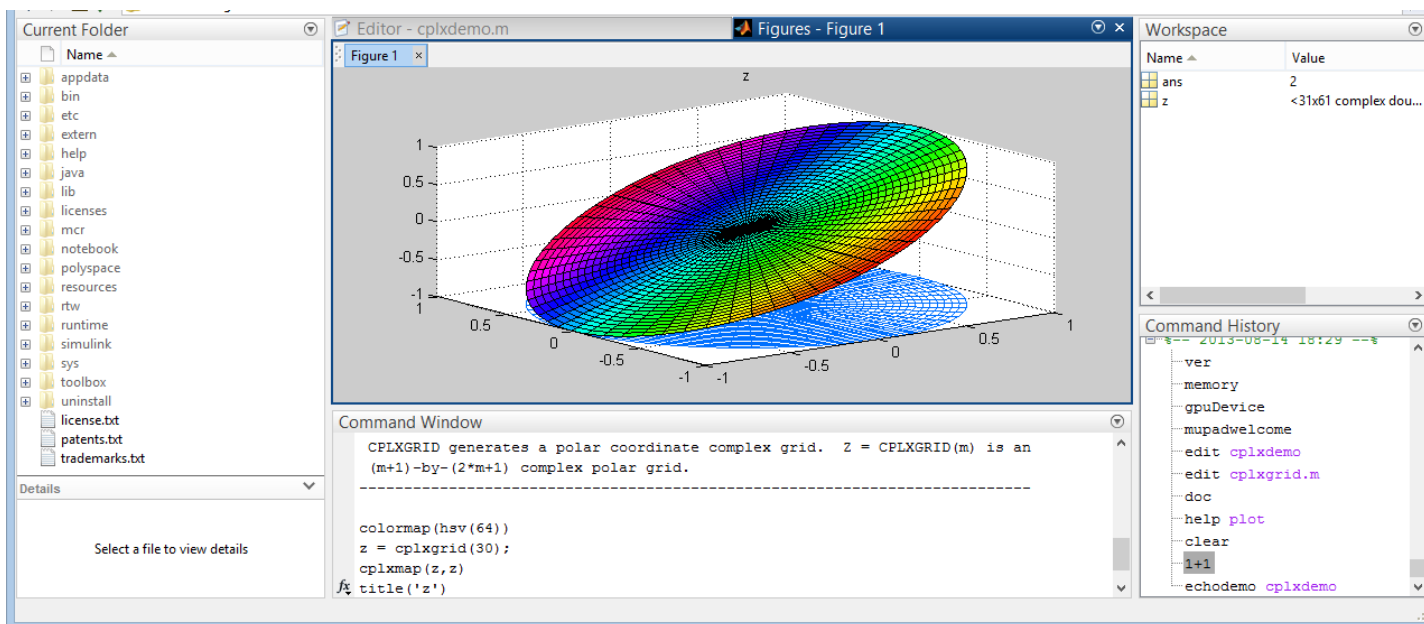 Current Folder
Name
appdata
bin
etc
extern
help
java
lib
licenses
mcr
notebook
polyspace
resources
rtw
runtime
simulink
sys
toolbox
uninstall
license.txt
patents.txt
trademarks.txt
Details
Select a file to view details
Editor - cplxdemo.m
Figures - Figure 1
Figure 1
z
1
0.5
0
-0.5
-1
1
0.5
0
-0.5
-1
-1
-0.5
0
0.5
1
Command Window
CPLXGRID generates a polar coordinate complex grid. Z = CPLXGRID(m) is an
(m+1)-by-(2*m+1) complex polar grid.
--------------------------------------------------------------------------
colormap(hsv(64))
z = cplxgrid(30);
cplxmap(z,z)
fx title('z')
Workspace
Name Value
ans 2
z <31x61 complex dou...
Command History
%-- 2013-08-14 18:29 --%
ver
memory
gpuDevice
mupadwelcome
edit cplxdemo
edit cplxgrid.m
doc
help plot
clear
1+1
echodemo cplxdemo